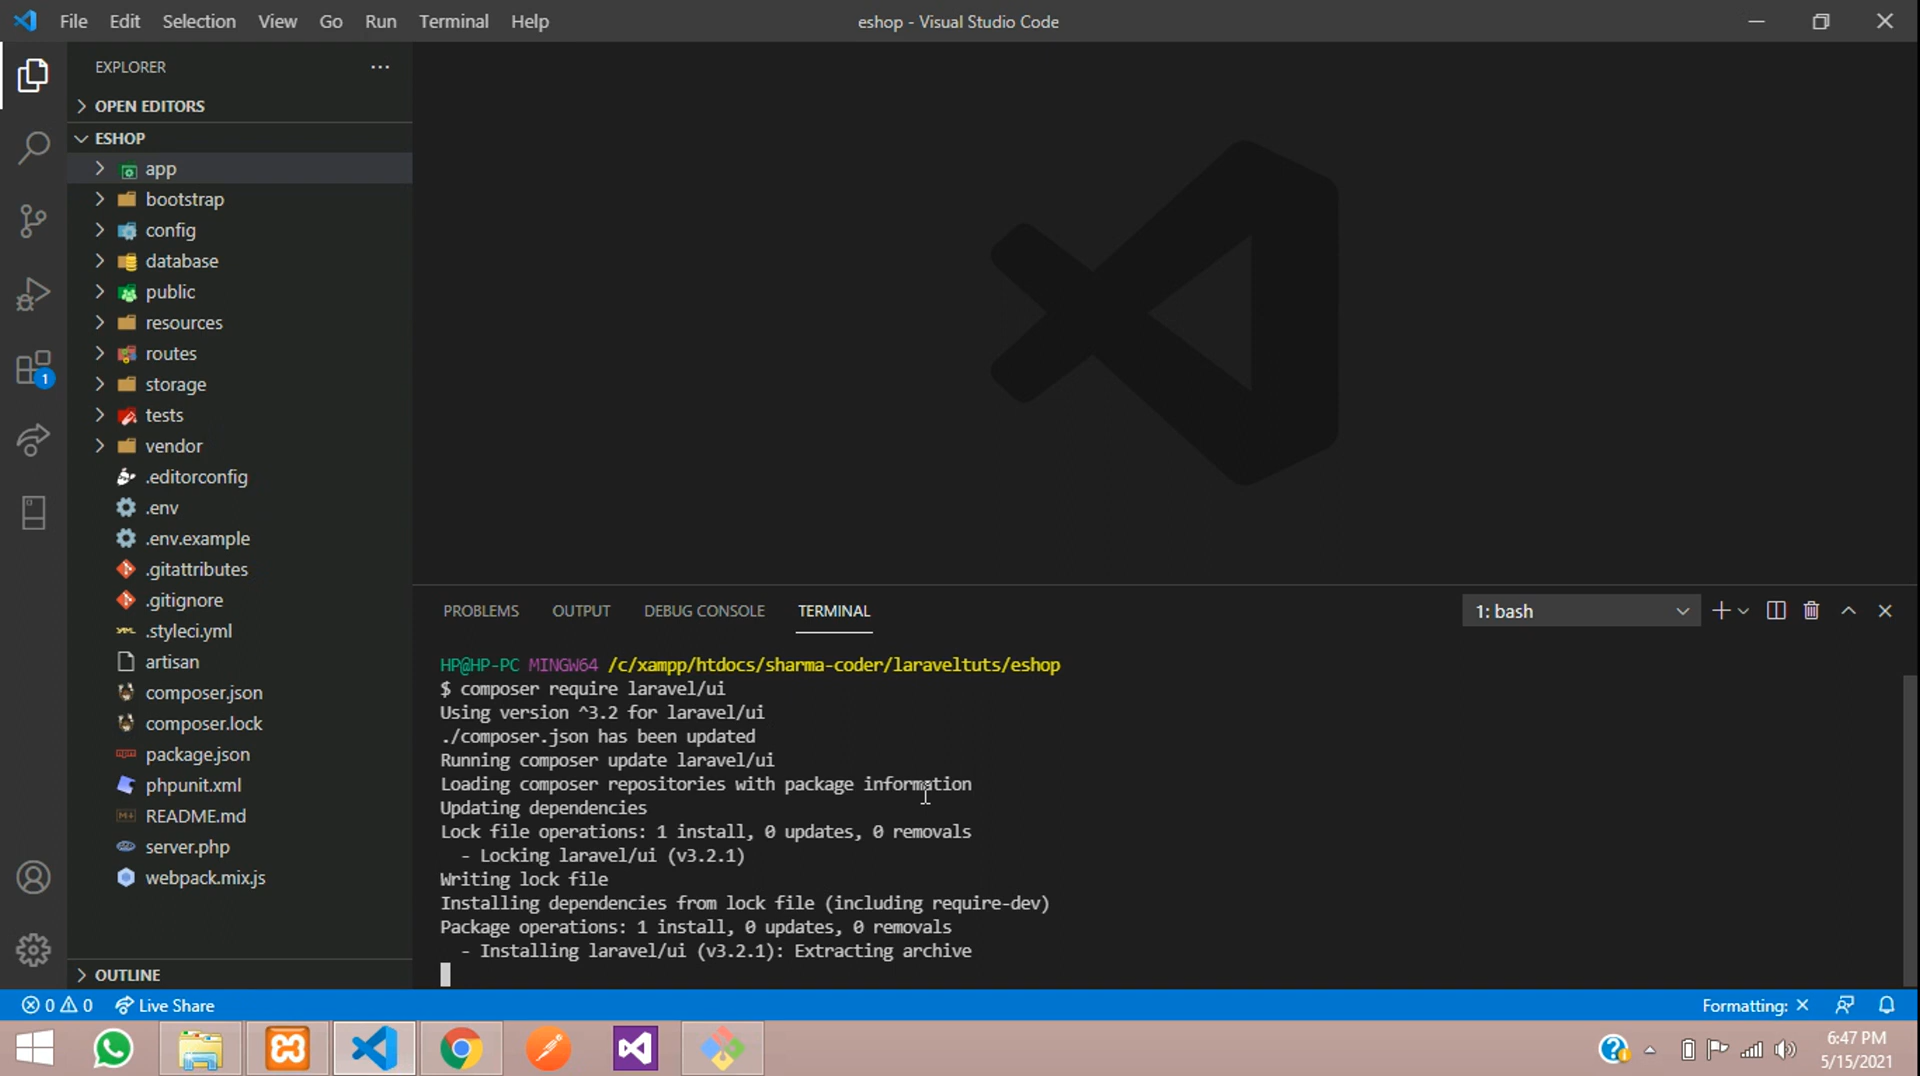 File Edit Selection View Go Run Terminal Help
eshop - Visual Studio Code
EXPLORER
OPEN EDITORS
ESHOP
app
bootstrap
config
database
public
resources
routes
storage
tests
vendor
.editorconfig
.env
.env.example
.gitattributes
.gitignore
.styleci.yml
artisan
composer.json
composer.lock
package.json
phpunit.xml
README.md
server.php
webpack.mix.js
OUTLINE
1
PROBLEMS OUTPUT DEBUG CONSOLE TERMINAL
1: bash
HP@HP-PC MINGW64 /c/xampp/htdocs/sharma-coder/laraveltuts/eshop
$ composer require laravel/ui
Using version ^3.2 for laravel/ui
./composer.json has been updated
Running composer update laravel/ui
Loading composer repositories with package information
Updating dependencies
Lock file operations: 1 install, 0 updates, 0 removals
- Locking laravel/ui (v3.2.1)
Writing lock file
Installing dependencies from lock file (including require-dev)
Package operations: 1 install, 0 updates, 0 removals
- Installing laravel/ui (v3.2.1): Extracting archive
0 0 Live Share
Formatting: ×
6:47 PM
5/15/2021